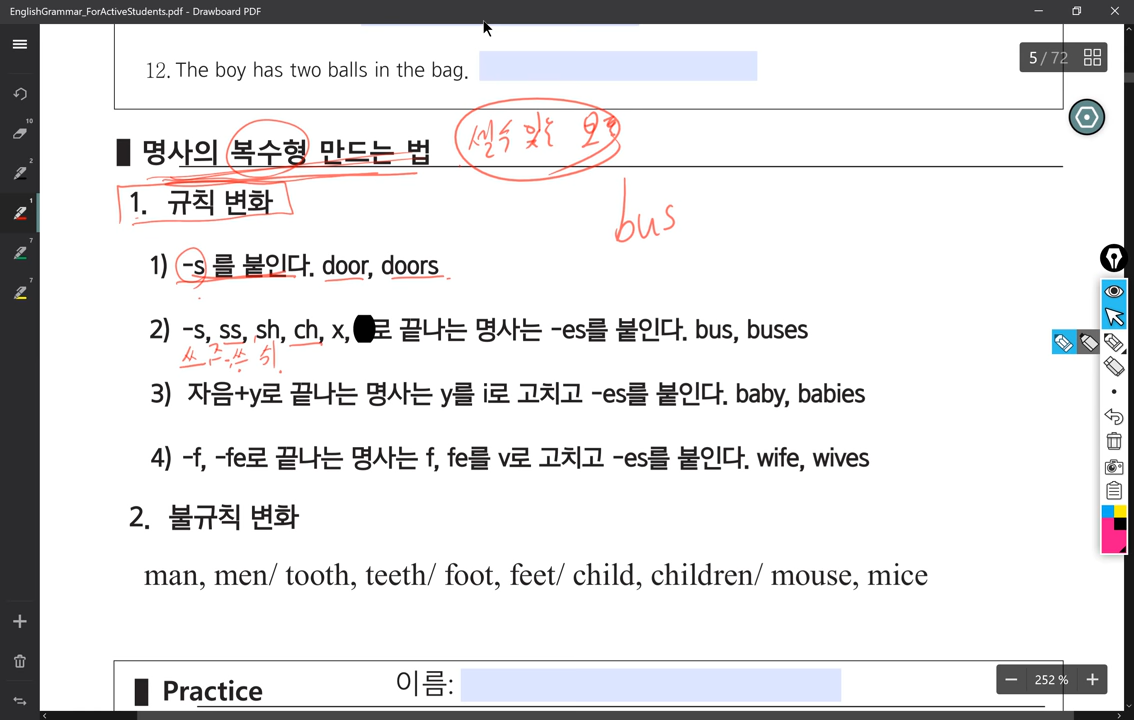 EnglishGrammar_ForActiveStudents.pdf - Drawboard PDF
5 / 72
12. The boy has two balls in the bag.
명사의 복수형 만드는 법
셀수 있는
1. 규칙 변화
bus
1) -s 를 붙인다. door, doors
2) -s, ss, sh, ch, x, 로 끝나는 명사는 -es를 붙인다. bus, buses
3) 자음+y로 끝나는 명사는 y를 i로 고치고 -es를 붙인다. baby, babies
4) -f, -fe로 끝나는 명사는 f, fe를 v로 고치고 -es를 붙인다. wife, wives
2. 불규칙 변화
man, men/ tooth, teeth/ foot, feet/ child, children/ mouse, mice
이름:
Practice
252 %
10
2
1
7
7